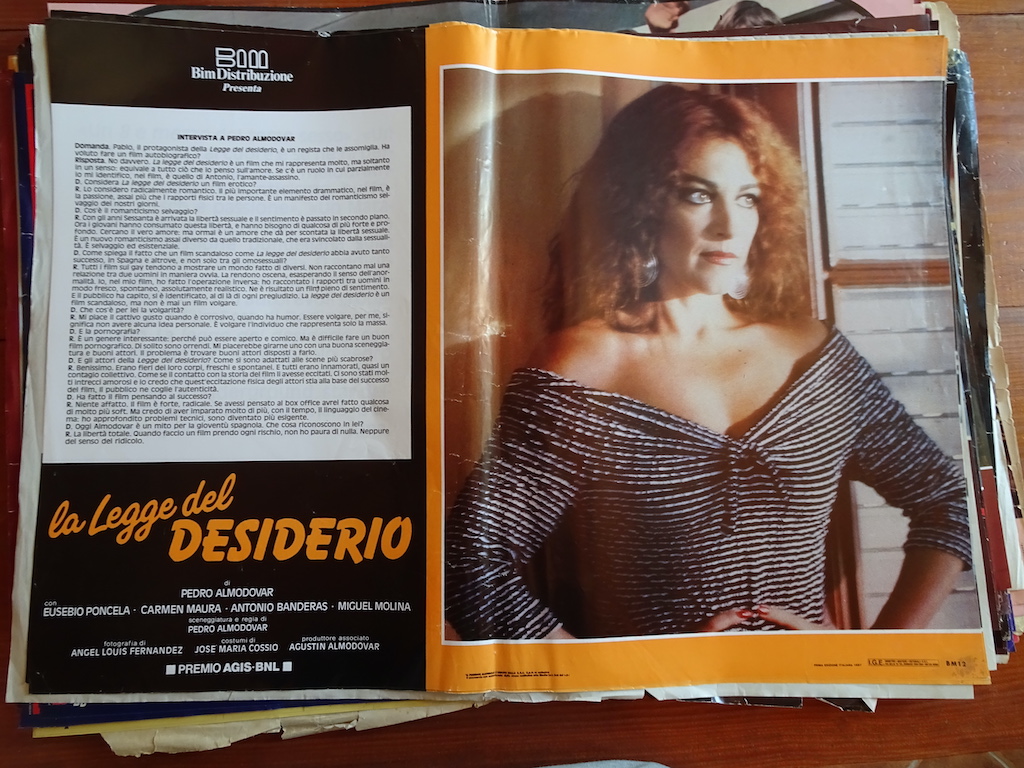 BIM
Bim Distribuzione
Presenta
INTERVISTA A PEDRO ALMODOVAR
Domanda. Pablo, il protagonista della Legge del desiderio, è un regista che le assomiglia. Ha
voluto fare un film autobiografico?
Risposta. No davvero. La legge del desiderio è un film che mi rappresenta molto, ma soltanto
in un senso: equivale a tutto ciò che io penso sull'amore. Se c'è un ruolo in cui parzialmente
io mi identifico, nel film, è quello di Antonio, l'amante-assassino.
D. Considera La legge del desiderio un film erotico?
R. Lo considero radicalmente romantico. Il più importante elemento drammatico, nel film, è
la passione, assai più che i rapporti fisici tra le persone. È un manifesto del romanticismo sel-
vaggio dei nostri giorni.
D. Cos'è il romanticismo selvaggio?
R. Con gli anni Sessanta è arrivata la libertà sessuale e il sentimento è passato in secondo piano.
Ora i giovani hanno consumato questa libertà, e hanno bisogno di qualcosa di più forte e pro-
fondo. Cercano il vero amore: ma ormai è un amore che dà per scontata la libertà sessuale.
È un nuovo romanticismo assai diverso da quello tradizionale, che era svincolato dalla sessuali-
tà. È selvaggio ed esistenziale.
D. Come spiega il fatto che un film scandaloso come La legge del desiderio abbia avuto tanto
successo, in Spagna e altrove, e non solo tra gli omosessuali?
R. Tutti i film sui gay tendono a mostrare un mondo fatto di diversi. Non raccontano mai una
relazione tra due uomini in maniera ovvia. La rendono oscena, esasperando il senso dell'anor-
malità. Io, nel mio film, ho fatto l'operazione inversa: ho raccontato i rapporti tra uomini in
modo fresco, spontaneo, assolutamente realistico. Ne è risultato un film pieno di sentimento.
E il pubblico ha capito, si è identificato, al di là di ogni pregiudizio. La legge del desiderio è un
film scandaloso, ma non è mai un film volgare.
D. Che cos'è per lei la volgarità?
R. Mi piace il cattivo gusto quando è corrosivo, quando ha humor. Essere volgare, per me, si-
gnifica non avere alcuna idea personale. È volgare l'individuo che rappresenta solo la massa.
D. E la pornografia?
R. È un genere interessante; perché può essere aperto e comico. Ma è difficile fare un buon
film pornografico. Di solito sono orrendi. Mi piacerebbe girarne uno con una buona sceneggia-
tura e buoni attori. Il problema è trovare buoni attori disposti a farlo.
D. E gli attori della Legge del desiderio? Come si sono adattati alle scene più scabrose?
R. Benissimo. Erano fieri dei loro corpi, freschi e spontanei. E tutti erano innamorati, quasi un
contagio collettivo. Come se il contatto con la storia del film li avesse eccitati. Ci sono stati mol-
ti intrecci amorosi e io credo che quest'eccitazione fisica degli attori stia alla base del successo
del film, il pubblico ne coglie l'autenticità.
D. Ha fatto il film pensando al successo?
R. Niente affatto. Il film è forte, radicale. Se avessi pensato al box office avrei fatto qualcosa
di molto più soft. Ma credo di aver imparato molto di più, con il tempo, il linguaggio del cine-
ma: ho approfondito problemi tecnici, sono diventato più esigente.
D. Oggi Almodovar è un mito per la gioventù spagnola. Che cosa riconoscono in lei?
R. La libertà totale. Quando faccio un film prendo ogni rischio, non ho paura di nulla. Neppure
del senso del ridicolo.
la Legge del
DESIDERIO
di
PEDRO ALMODOVAR
con
EUSEBIO PONCELA · CARMEN MAURA · ANTONIO BANDERAS · MIGUEL MOLINA
sceneggiatura e regia di
PEDRO ALMODOVAR
fotografia di
ANGEL LOUIS FERNANDEZ
costumi di
JOSE MARIA COSSIO
produttore associato
AGUSTIN ALMODOVAR
PREMIO AGIS·BNL
PRIMA EDIZIONE ITALIANA 1987
I.G.E.
BM12